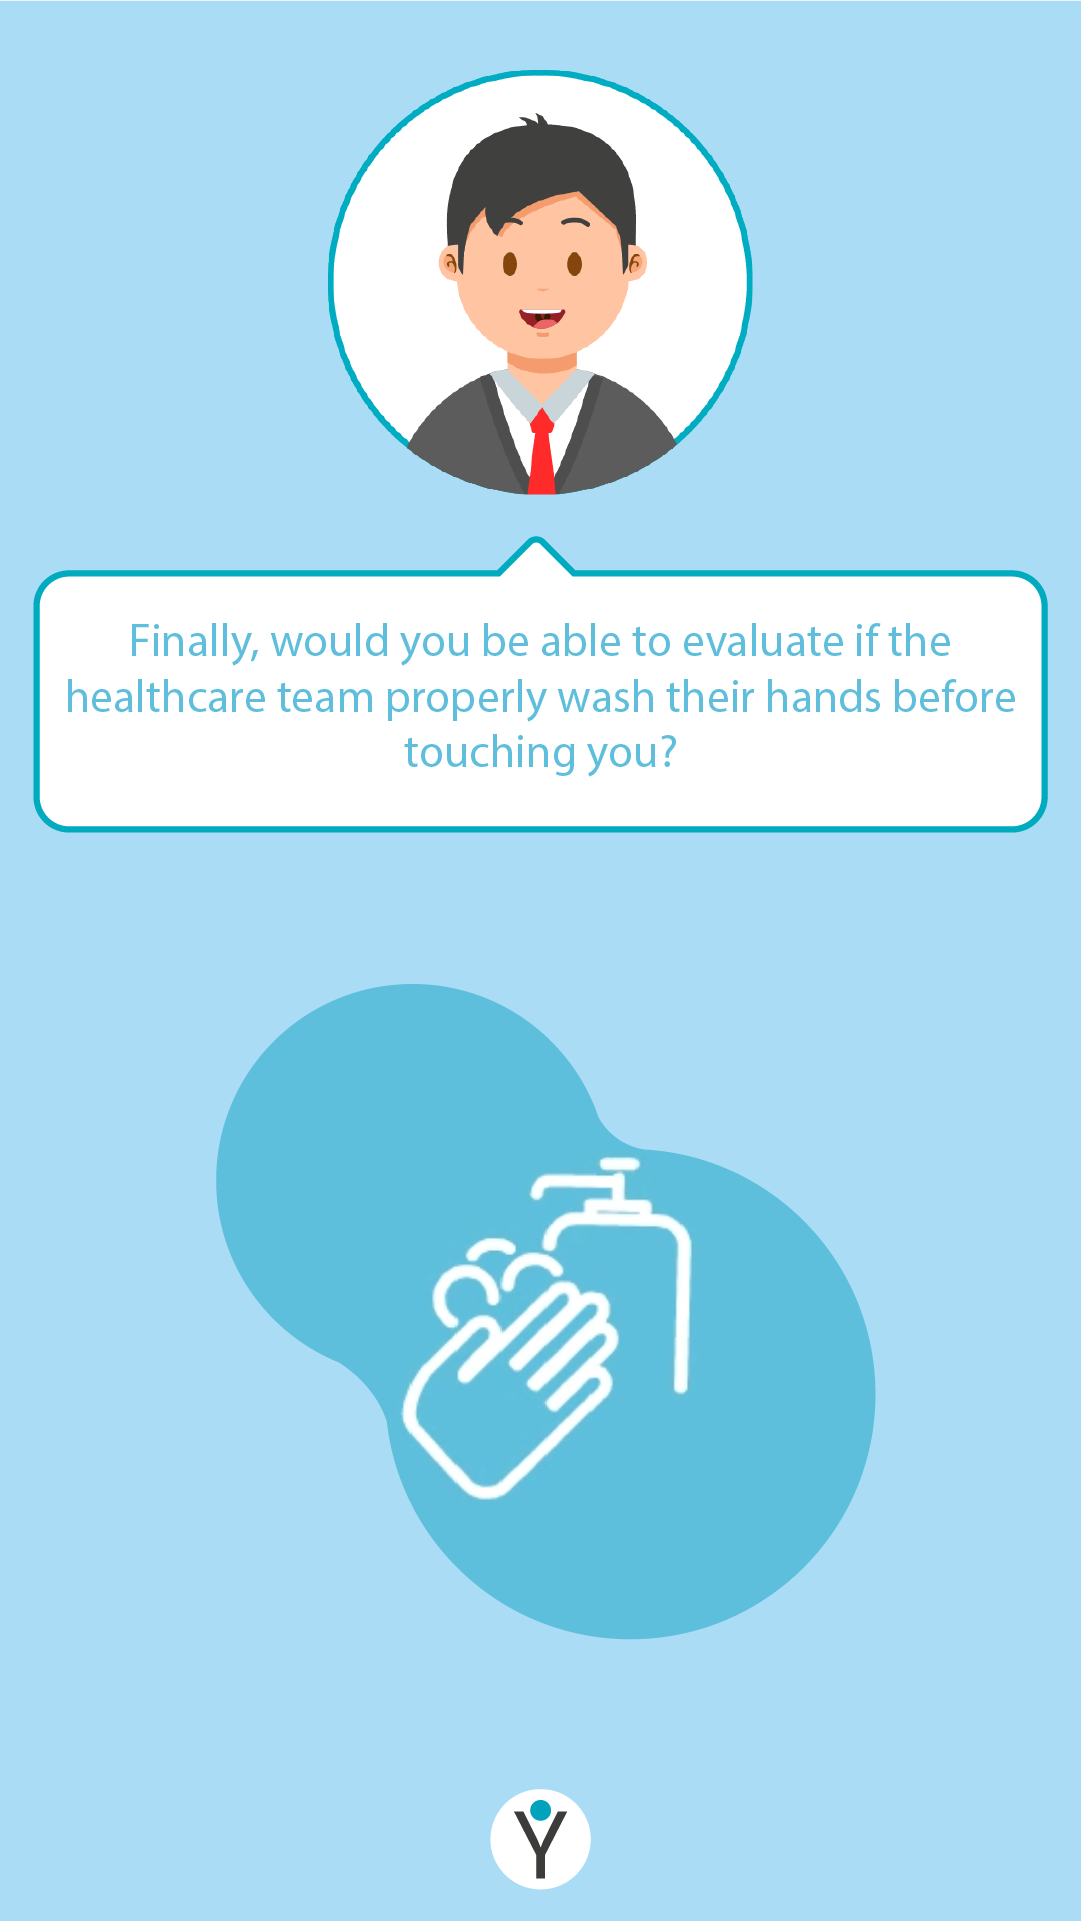 Finally, would you be able to evaluate if the
healthcare team properly wash their hands before
touching you?
Y